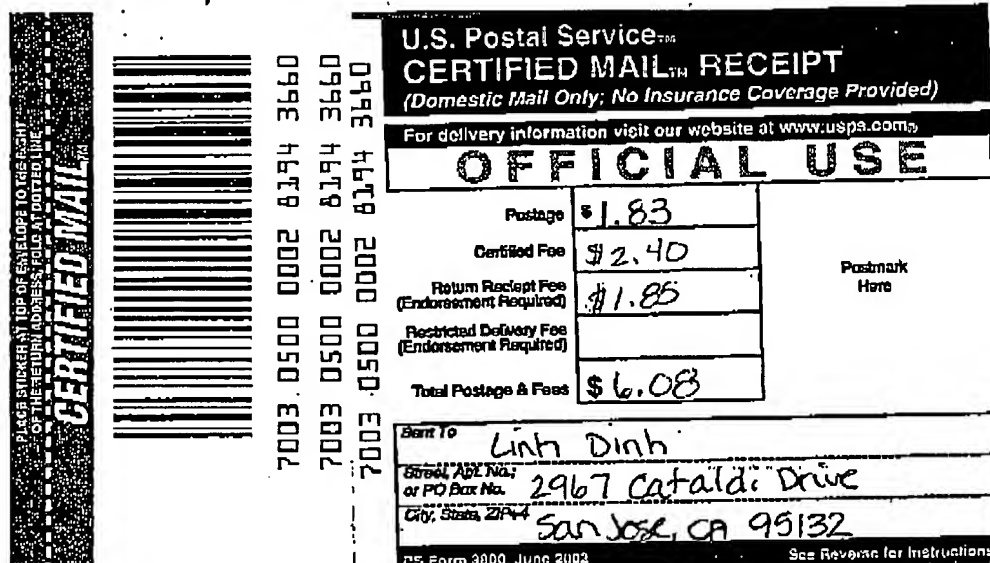 PLACE STICKER AT TOP OF ENVELOPE TO THE RIGHT
OF THE RETURN ADDRESS, FOLD AT DOTTED LINE
CERTIFIED MAIL™
7003 0500 0002 8194 3660
7003 0500 0002 8194 3660
7003 0500 0002 8194 3660
U.S. Postal Service™
CERTIFIED MAIL™ RECEIPT
(Domestic Mail Only; No Insurance Coverage Provided)
For delivery information visit our website at www.usps.com®
OFFICIAL USE
Postage $ 1.83
Certified Fee $2.40
Return Reciept Fee
(Endorsement Required) $1.85
Restricted Delivery Fee
(Endorsement Required)
Total Postage & Fees $ 6.08
Postmark
Here
Sent To Linh Dinh
Street, Apt. No.;
or PO Box No. 2967 Cataldi Drive
City, State, ZIP+4 San Jose, CA 95132
PS Form 3800, June 2002 See Reverse for Instructions